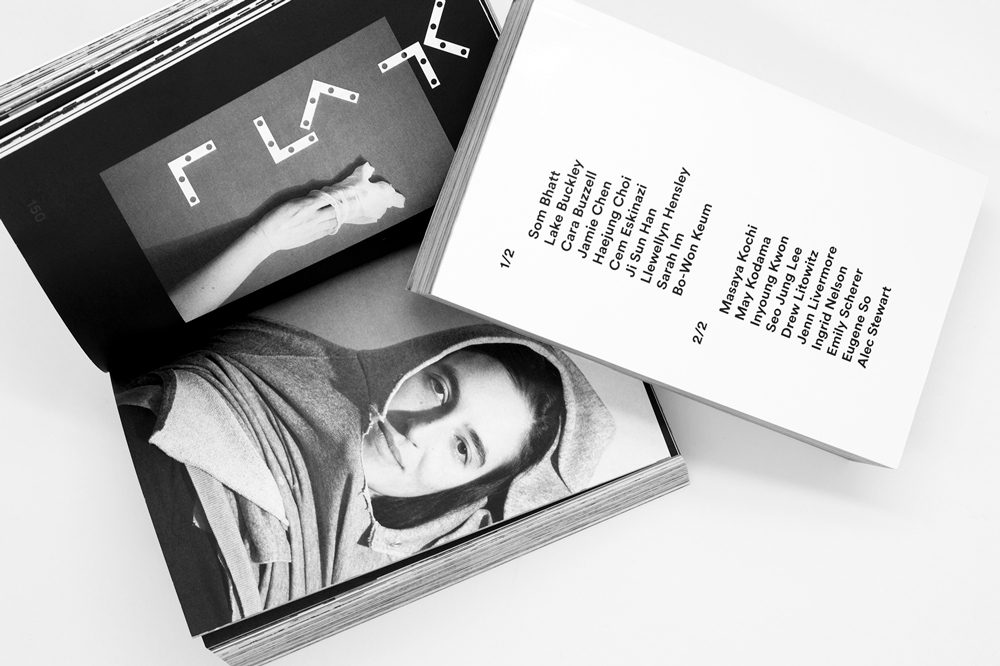 150
1/2
Som Bhatt
Lake Buckley
Cara Buzzell
Jamie Chen
Haejung Choi
Cem Eskinazi
Ji Sun Han
Llewellyn Hensley
Sarah Im
Bo-Won Keum
2/2
Masaya Kochi
May Kodama
Inyoung Kwon
Seo Jung Lee
Drew Litowitz
Jenn Livermore
Ingrid Nelson
Emily Scherer
Eugene So
Alec Stewart